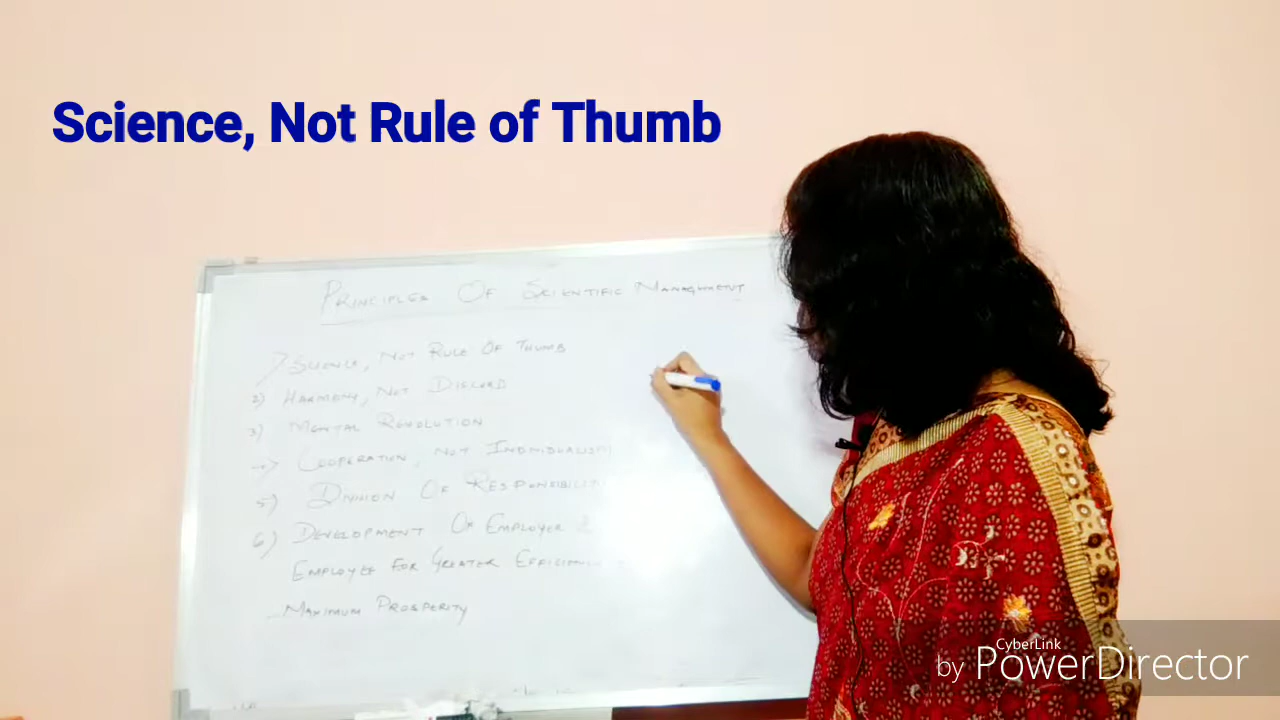 Science, Not Rule of Thumb
PRINCIPLES OF SCIENTIFIC MANAGEMENT
1) SCIENCE, NOT RULE OF THUMB
2) HARMONY, NOT DISCORD
3) MENTAL REVOLUTION
4) COOPERATION, NOT INDIVIDUALISM
5) DIVISION OF RESPONSIBILITY
6) DEVELOPMENT OF EMPLOYER &
EMPLOYEE FOR GREATER EFFICIENCY
MAXIMUM PROSPERITY
CyberLink
by PowerDirector